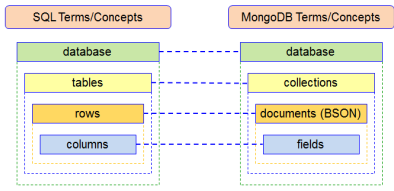 SQL Terms/Concepts MongoDB Terms/Concepts
database database
tables collections
rows documents (BSON)
columns fields